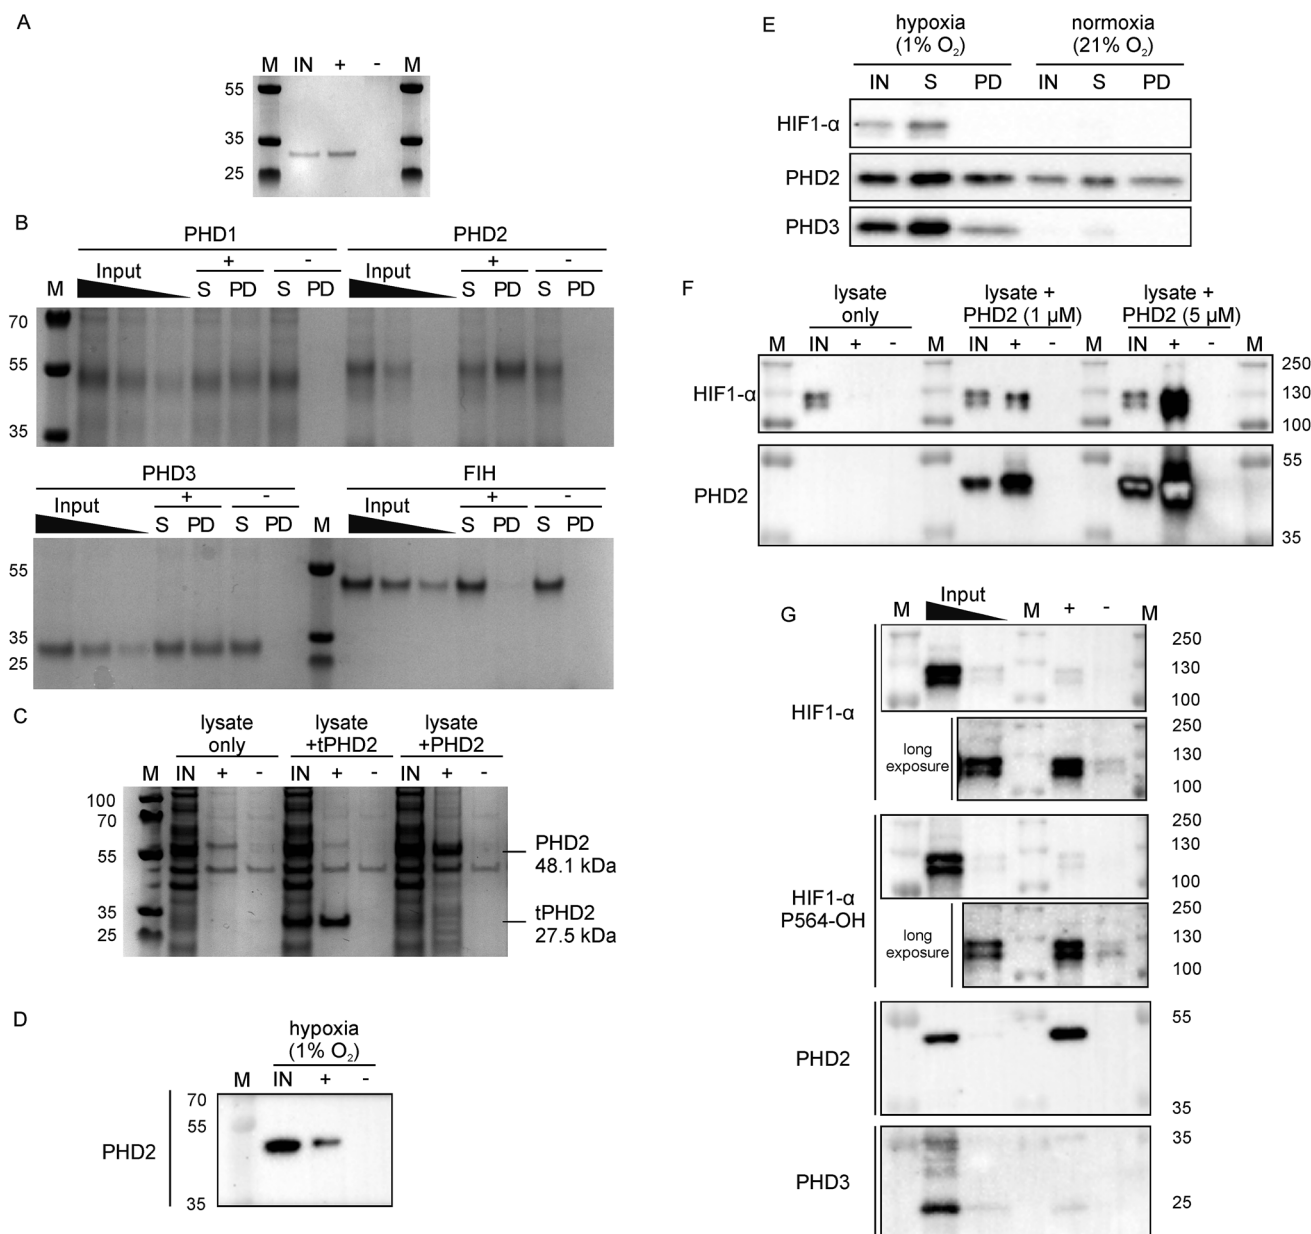 A
M IN + - M
55
35
25
B
PHD1 PHD2
+ - + -
Input Input
M S PD S PD S PD S PD
70
55
35
PHD3 FIH
+ - + -
Input Input
S PD S PD M S PD S PD
55
35
25
C
lysate only lysate +tPHD2 lysate +PHD2
M IN + - IN + - IN + -
100
70
55
35
25
PHD2
48.1 kDa
tPHD2
27.5 kDa
D
hypoxia
(1% O₂)
M IN + -
70
55
35
PHD2
E
hypoxia normoxia
(1% O₂) (21% O₂)
IN S PD IN S PD
HIF1-α
PHD2
PHD3
F
lysate lysate + lysate +
only PHD2 (1 µM) PHD2 (5 µM)
M IN + - M IN + - M IN + - M
HIF1-α
250
130
100
PHD2
55
35
G
Input
M M + - M
HIF1-α
250
130
100
long
exposure
250
130
100
HIF1-α
P564-OH
250
130
100
long
exposure
250
130
100
PHD2
55
35
PHD3
35
25